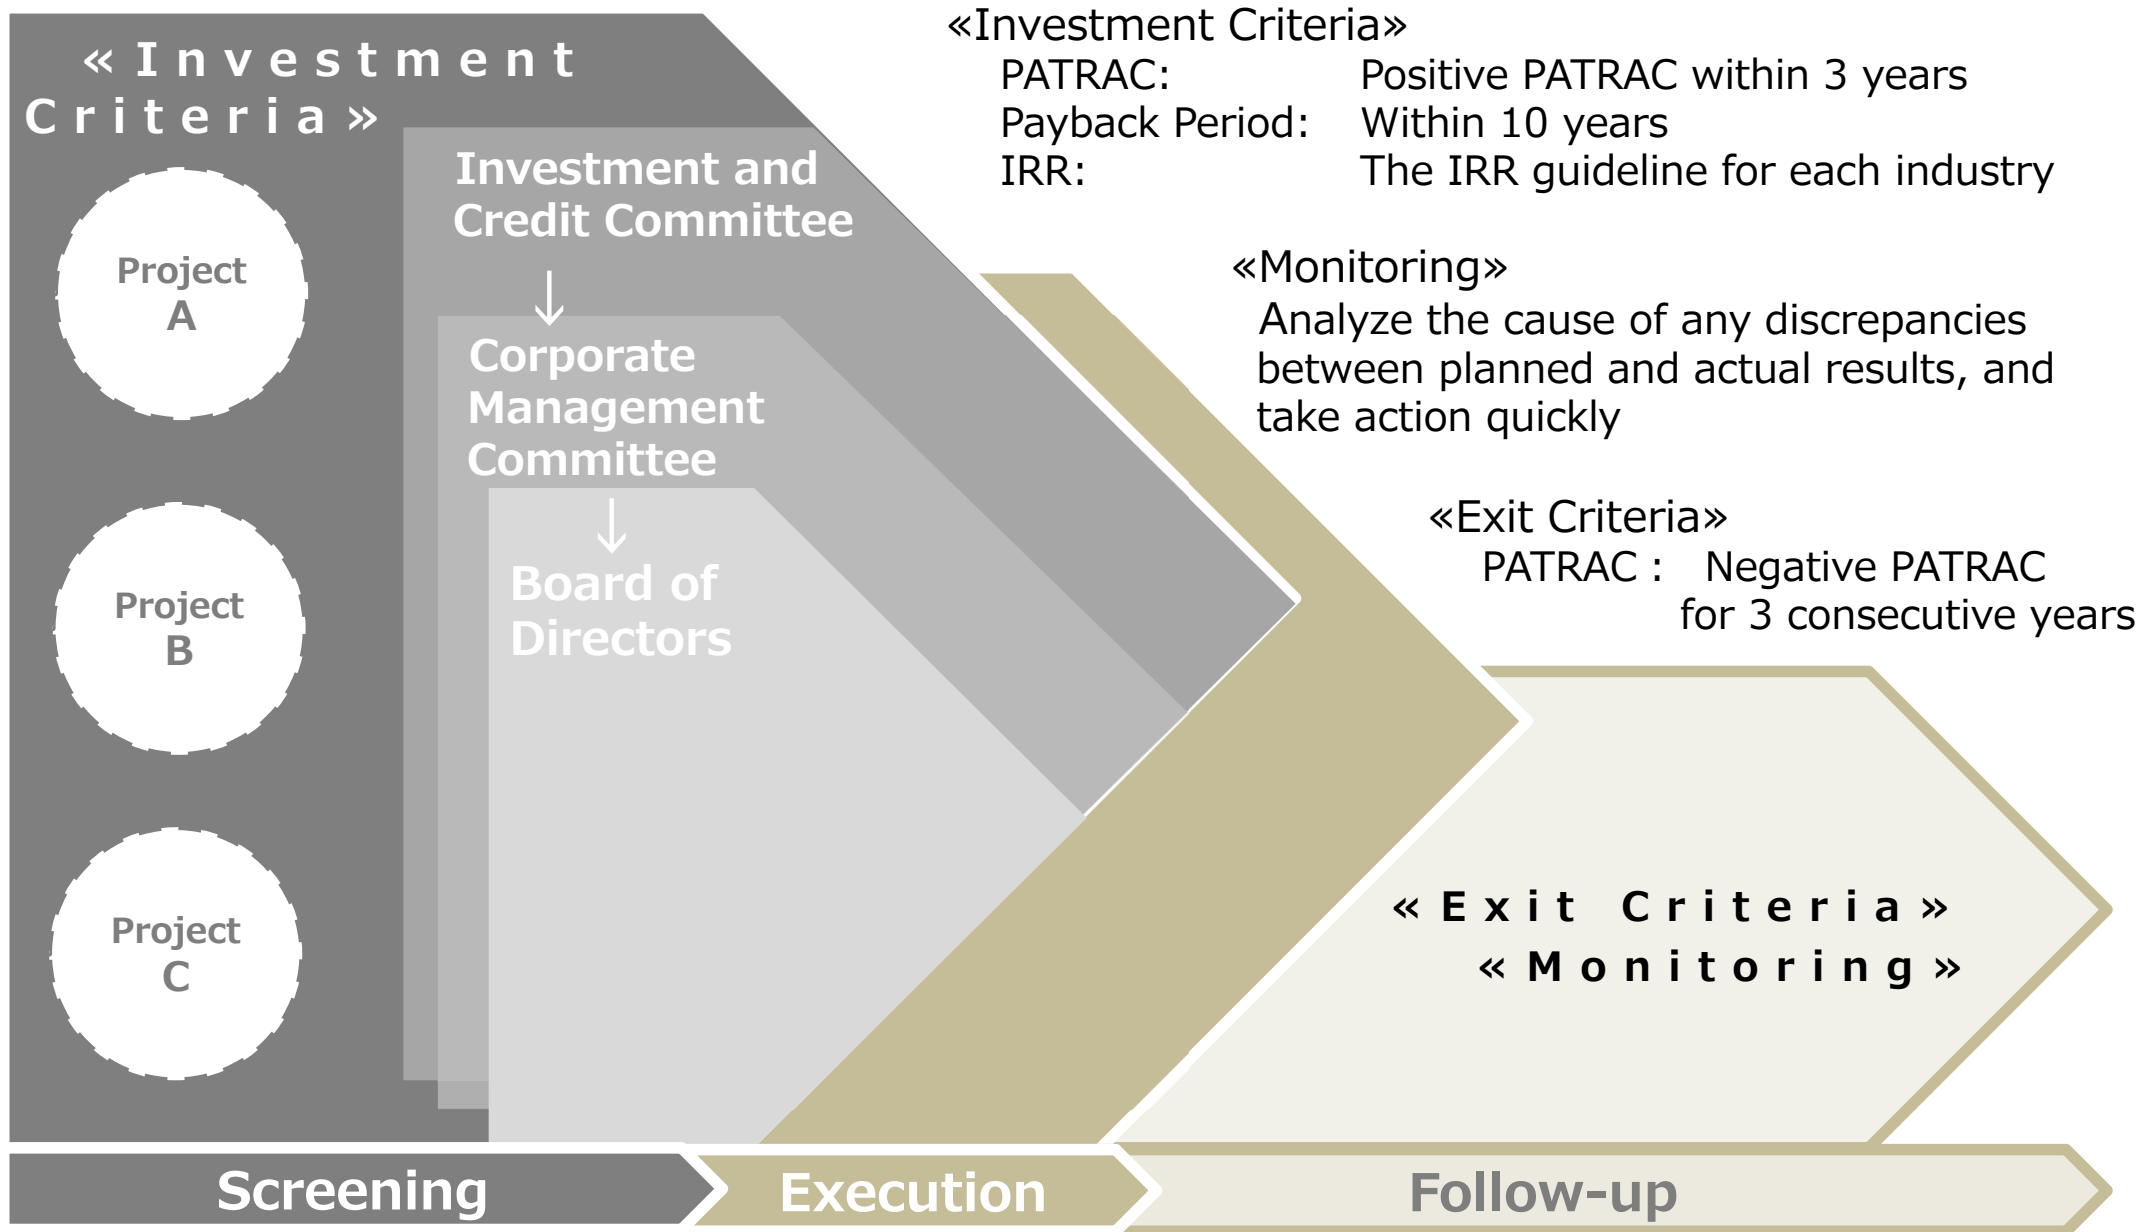 «Investment
Criteria»
Project
A
Project
B
Project
C
Investment and
Credit Committee
↓
Corporate
Management
Committee
↓
Board of
Directors
«Investment Criteria»
PATRAC: Positive PATRAC within 3 years
Payback Period: Within 10 years
IRR: The IRR guideline for each industry
«Monitoring»
Analyze the cause of any discrepancies
between planned and actual results, and
take action quickly
«Exit Criteria»
PATRAC : Negative PATRAC
for 3 consecutive years
«Exit Criteria»
«Monitoring»
Screening
Execution
Follow-up